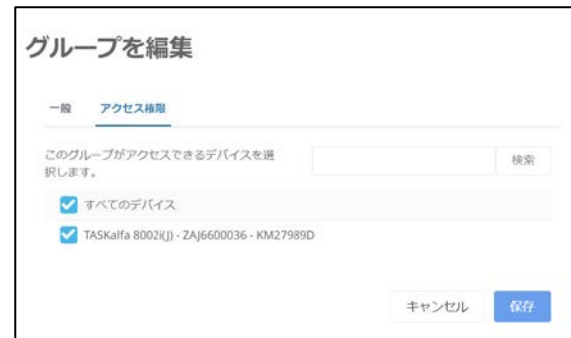 グループを編集
一般 アクセス権限
このグループがアクセスできるデバイスを選
択します。
検索
すべてのデバイス
TASKalfa 8002i(J) - ZAJ6600036 - KM27989D
キャンセル 保存